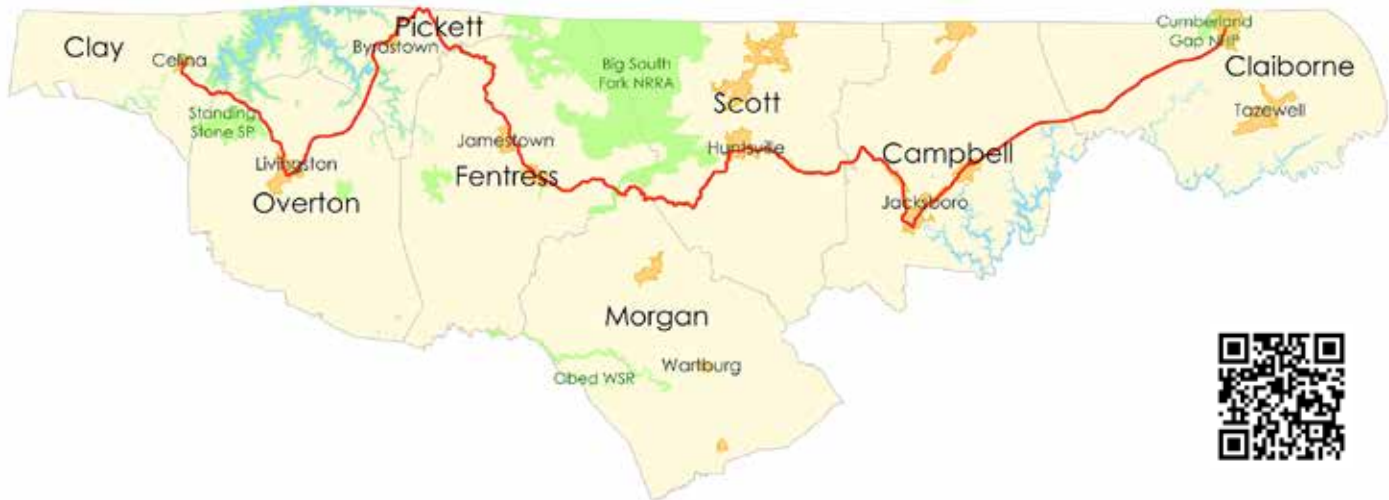 Clay
Celina
Pickett
Byrdstown
Standing
Stone SP
Livingston
Overton
Jamestown
Fentress
Big South
Fork NRRA
Scott
Huntsville
Campbell
Jacksboro
Cumberland
Gap NHP
Claiborne
Tazewell
Morgan
Wartburg
Obed WSR